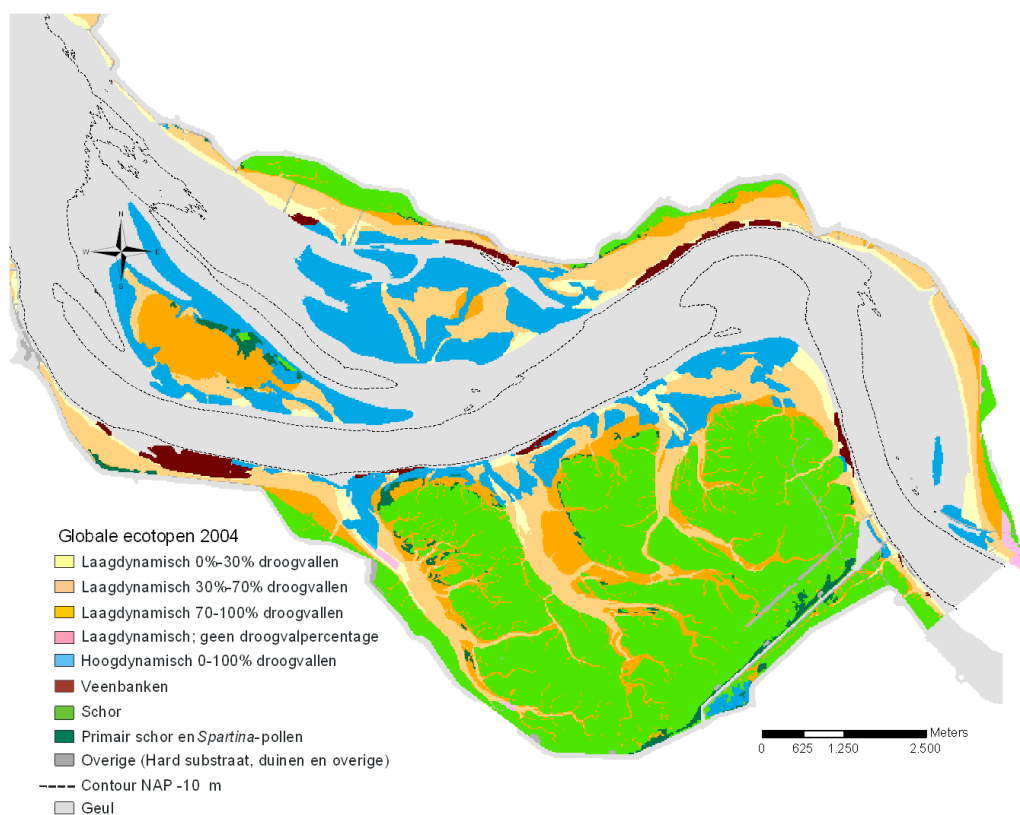 N
W
E
S
Globale ecotopen 2004
Laagdynamisch 0%-30% droogvallen
Laagdynamisch 30%-70% droogvallen
Laagdynamisch 70-100% droogvallen
Laagdynamisch; geen droogvalpercentage
Hoogdynamisch 0-100% droogvallen
Veenbanken
Schor
Primair schor en Spartina-pollen
Overige (Hard substraat, duinen en overige)
Contour NAP -10 m
Geul
Meters
0 625 1.250 2.500